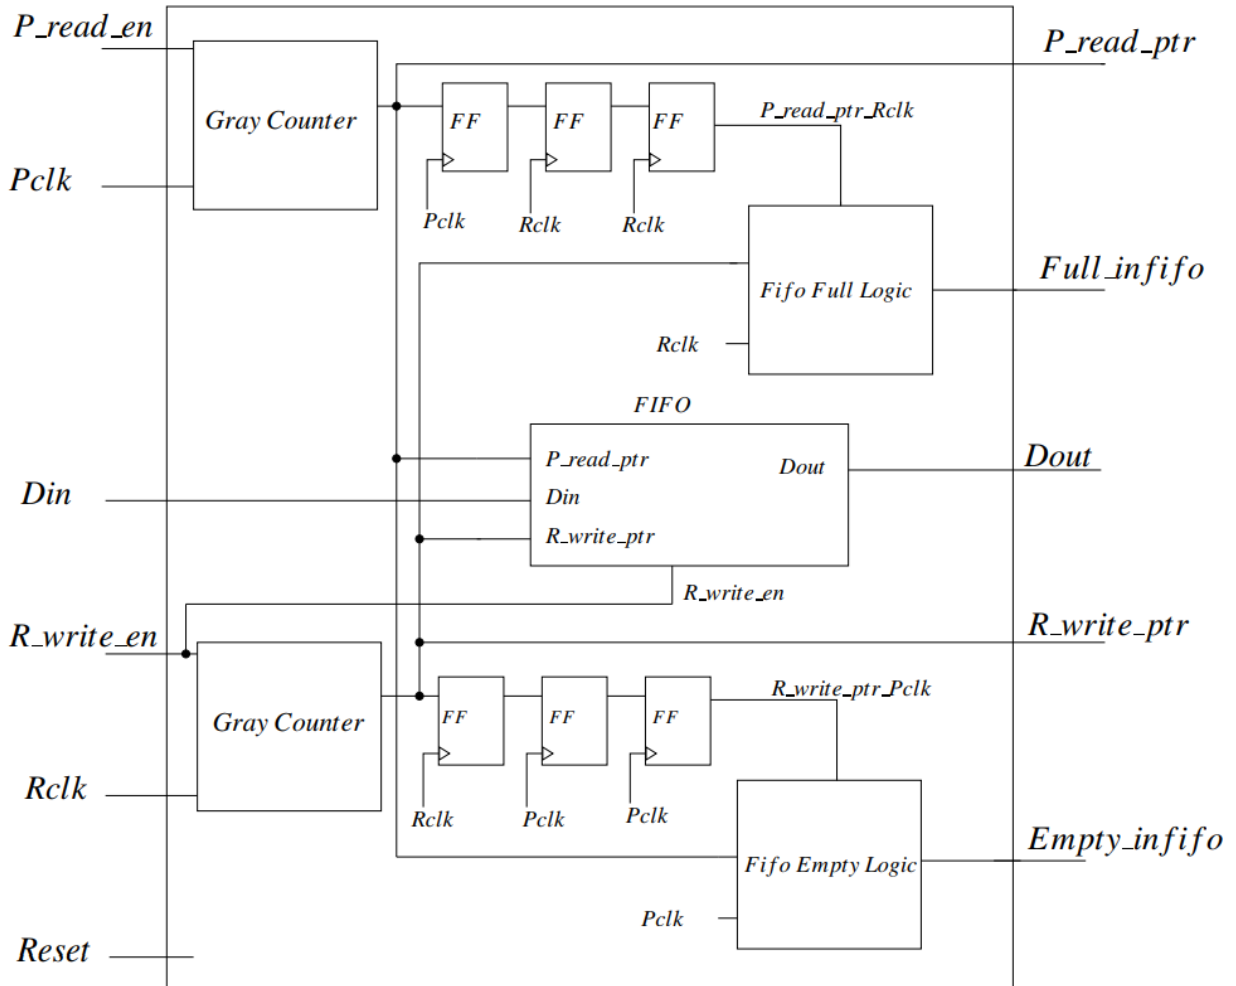 P_read_en
P_read_ptr
Gray Counter
FF
FF
FF
P_read_ptr_Rclk
Pclk
Pclk
Rclk
Rclk
Full_infifo
Fifo Full Logic
Rclk
FIFO
P_read_ptr
Dout
Dout
Din
Din
R_write_ptr
R_write_en
R_write_en
R_write_ptr
Gray Counter
FF
FF
FF
R_write_ptr_Pclk
Rclk
Rclk
Pclk
Pclk
Empty_infifo
Fifo Empty Logic
Pclk
Reset